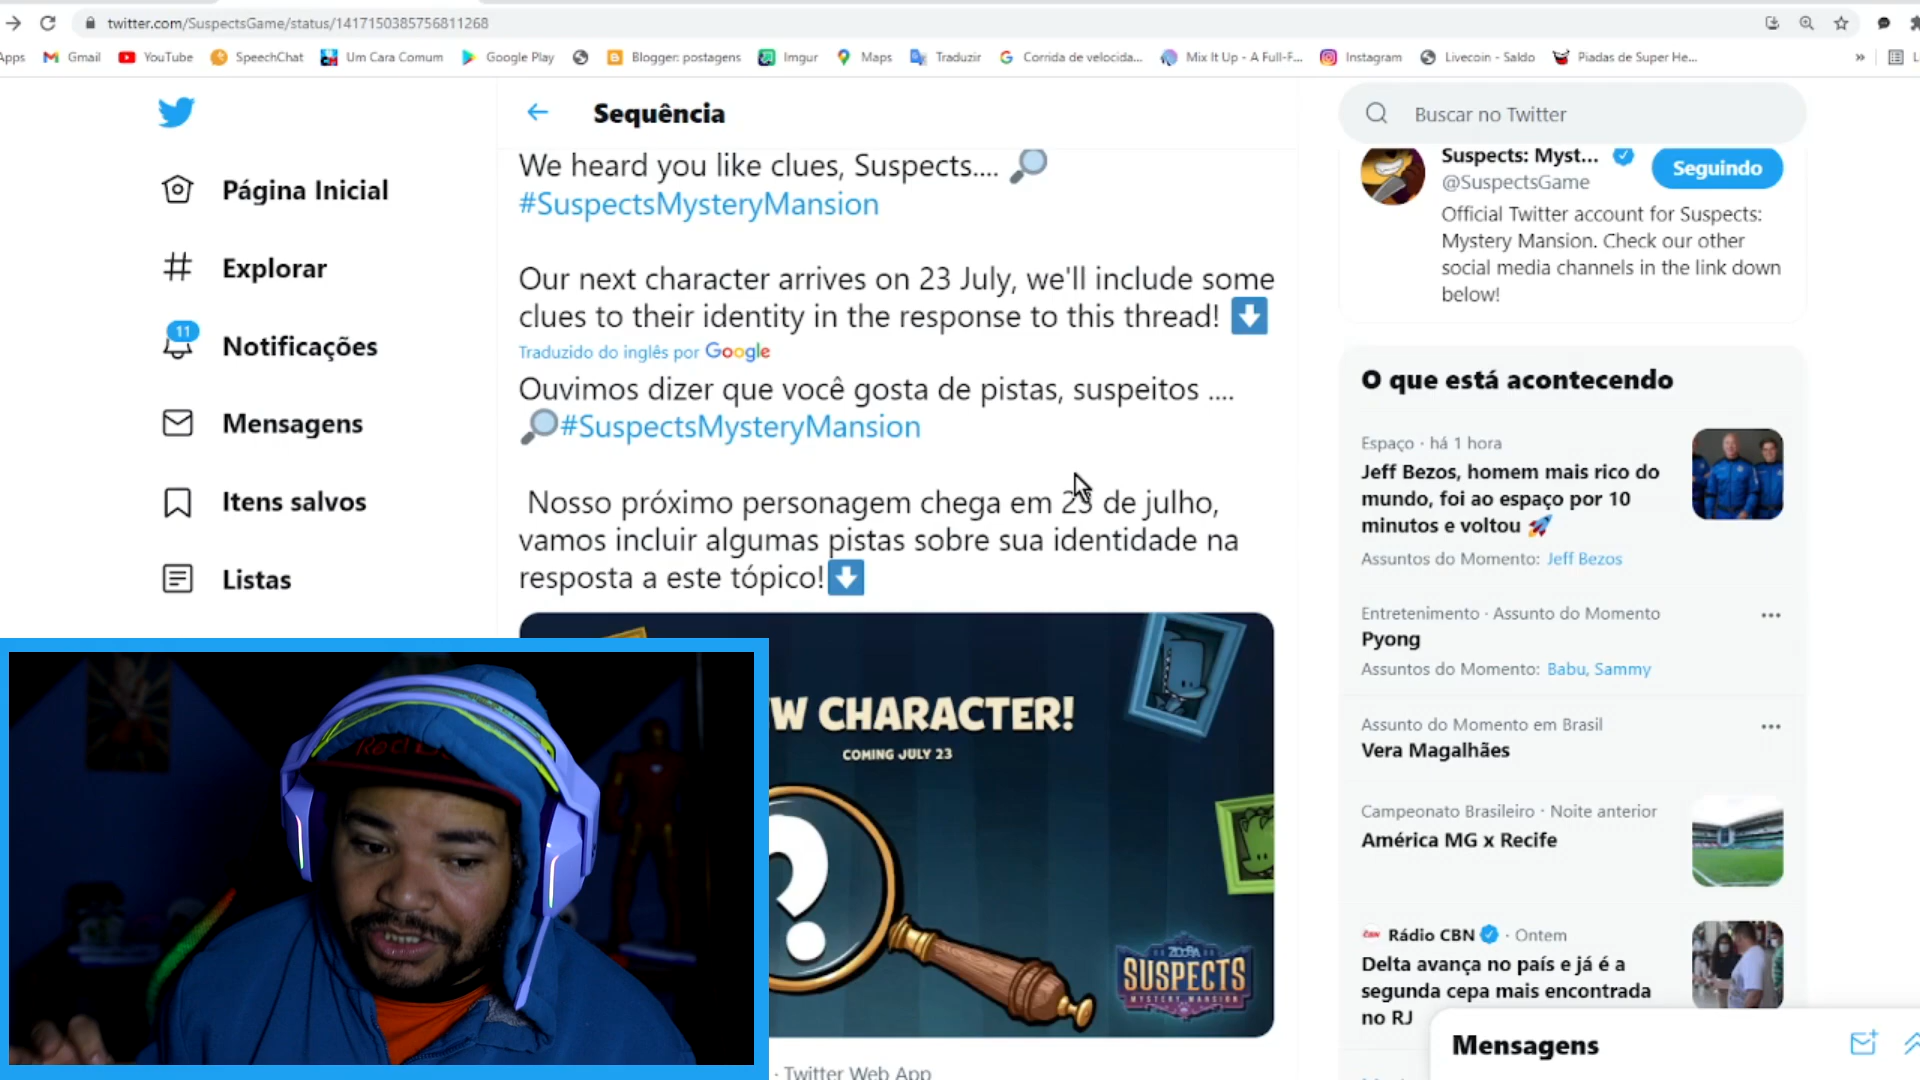 twitter.com/SuspectsGame/status/1417150385756811268
Apps Gmail YouTube SpeechChat Um Cara Comum Google Play Blogger: postagens Imgur Maps Traduzir Corrida de velocida... Mix It Up - A Full-F... Instagram Livecoin - Saldo Piadas de Super He... »
Sequência
Buscar no Twitter
Página Inicial
Explorar
11
Notificações
Mensagens
Itens salvos
Listas
We heard you like clues, Suspects....
#SuspectsMysteryMansion
Our next character arrives on 23 July, we'll include some
clues to their identity in the response to this thread!
Traduzido do inglês por Google
Ouvimos dizer que você gosta de pistas, suspeitos ....
#SuspectsMysteryMansion
Nosso próximo personagem chega em 23 de julho,
vamos incluir algumas pistas sobre sua identidade na
resposta a este tópico!
W CHARACTER!
COMING JULY 23
?
ZOOBA
SUSPECTS
MYSTERY MANSION
· Twitter Web App
Suspects: Myst...
@SuspectsGame
Seguindo
Official Twitter account for Suspects:
Mystery Mansion. Check our other
social media channels in the link down
below!
O que está acontecendo
Espaço · há 1 hora
Jeff Bezos, homem mais rico do
mundo, foi ao espaço por 10
minutos e voltou
Assuntos do Momento: Jeff Bezos
Entretenimento · Assunto do Momento
Pyong
Assuntos do Momento: Babu, Sammy
Assunto do Momento em Brasil
Vera Magalhães
Campeonato Brasileiro · Noite anterior
América MG x Recife
Rádio CBN · Ontem
Delta avança no país e já é a
segunda cepa mais encontrada
no RJ
Mensagens